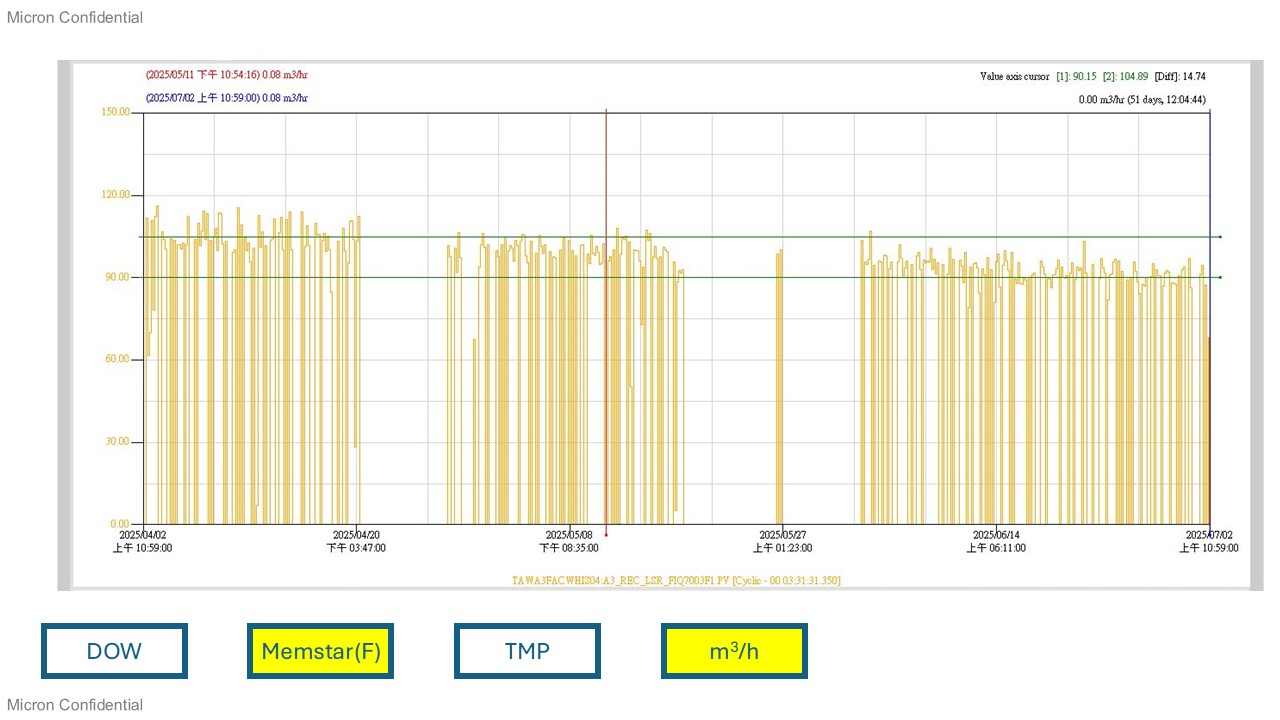 Micron Confidential
(2025/05/11 下午 10:54:16) 0.08 m3/hr
Value axis cursor [1]: 90.15 [2]: 104.89 [Diff]: 14.74
(2025/07/02 上午 10:59:00) 0.08 m3/hr
0.00 m3/hr (51 days, 12:04:44)
150.00
120.00
90.00
60.00
30.00
0.00
2025/04/02 2025/04/20 2025/05/08 2025/05/27 2025/06/14 2025/07/02
上午 10:59:00 下午 03:47:00 下午 08:35:00 上午 01:23:00 上午 06:11:00 上午 10:59:00
TAWA3FACWHIS04:A3_REC_LSR_FIQ7003F1.PV [Cyclic - 00 03:31:31.350]
DOW Memstar(F) TMP m³/h
Micron Confidential